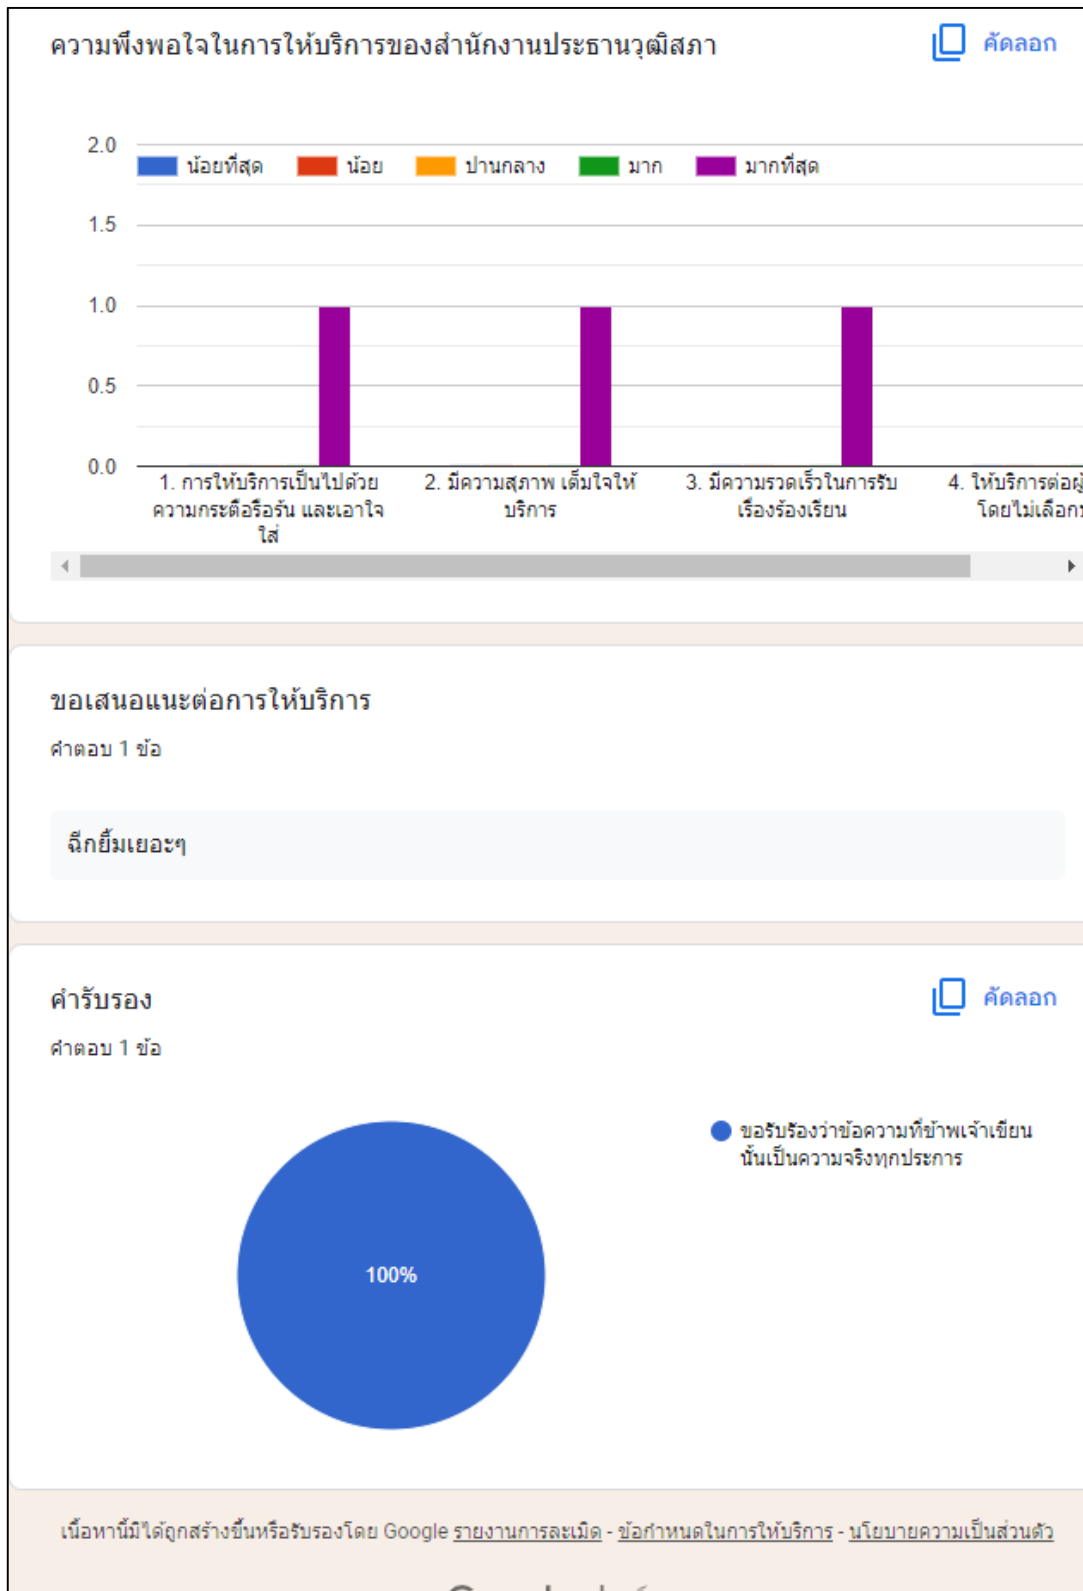 ความพึงพอใจในการให้บริการของสำนักงานประธานวุฒิสภา
คัดลอก
2.0
น้อยที่สุด น้อย ปานกลาง มาก มากที่สุด
1.5
1.0
0.5
0.0
1. การให้บริการเป็นไปด้วย
ความกระตือรือร้น และเอาใจ
ใส่
2. มีความสุภาพ เต็มใจให้
บริการ
3. มีความรวดเร็วในการรับ
เรื่องร้องเรียน
4. ให้บริการต่อผู้
โดยไม่เลือก
ขอเสนอแนะต่อการให้บริการ
คำตอบ 1 ข้อ
ฉีกยิ้มเยอะๆ
คำรับรอง
คัดลอก
คำตอบ 1 ข้อ
ขอรับรองว่าข้อความที่ข้าพเจ้าเขียน
นั้นเป็นความจริงทุกประการ
100%
เนื้อหานี้มิได้ถูกสร้างขึ้นหรือรับรองโดย Google รายงานการละเมิด - ข้อกำหนดในการให้บริการ - นโยบายความเป็นส่วนตัว